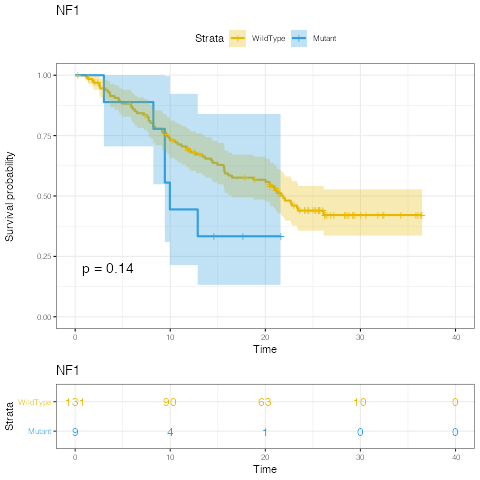 NF1
Strata WildType Mutant
Survival probability
1.00
0.75
0.50
0.25
0.00
p = 0.14
0 10 20 30 40
Time
NF1
Strata
WildType 131 90 63 10 0
Mutant 9 4 1 0 0
0 10 20 30 40
Time